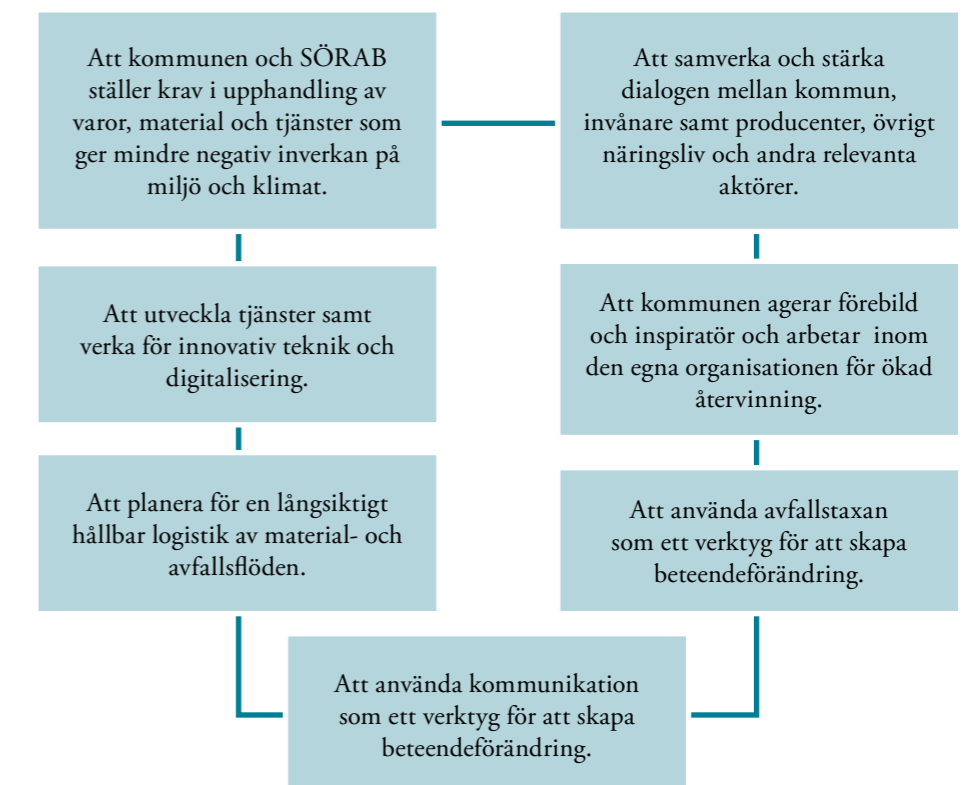 Att kommunen och SÖRAB
ställer krav i upphandling av
varor, material och tjänster som
ger mindre negativ inverkan på
miljö och klimat.
Att samverka och stärka
dialogen mellan kommun,
invånare samt producenter, övrigt
näringsliv och andra relevanta
aktörer.
Att utveckla tjänster samt
verka för innovativ teknik och
digitalisering.
Att kommunen agerar förebild
och inspiratör och arbetar  inom
den egna organisationen för ökad
återvinning.
Att planera för en långsiktigt
hållbar logistik av material- och
avfallsflöden.
Att använda avfallstaxan
som ett verktyg för att skapa
beteendeförändring.
Att använda kommunikation
som ett verktyg för att skapa
beteendeförändring.